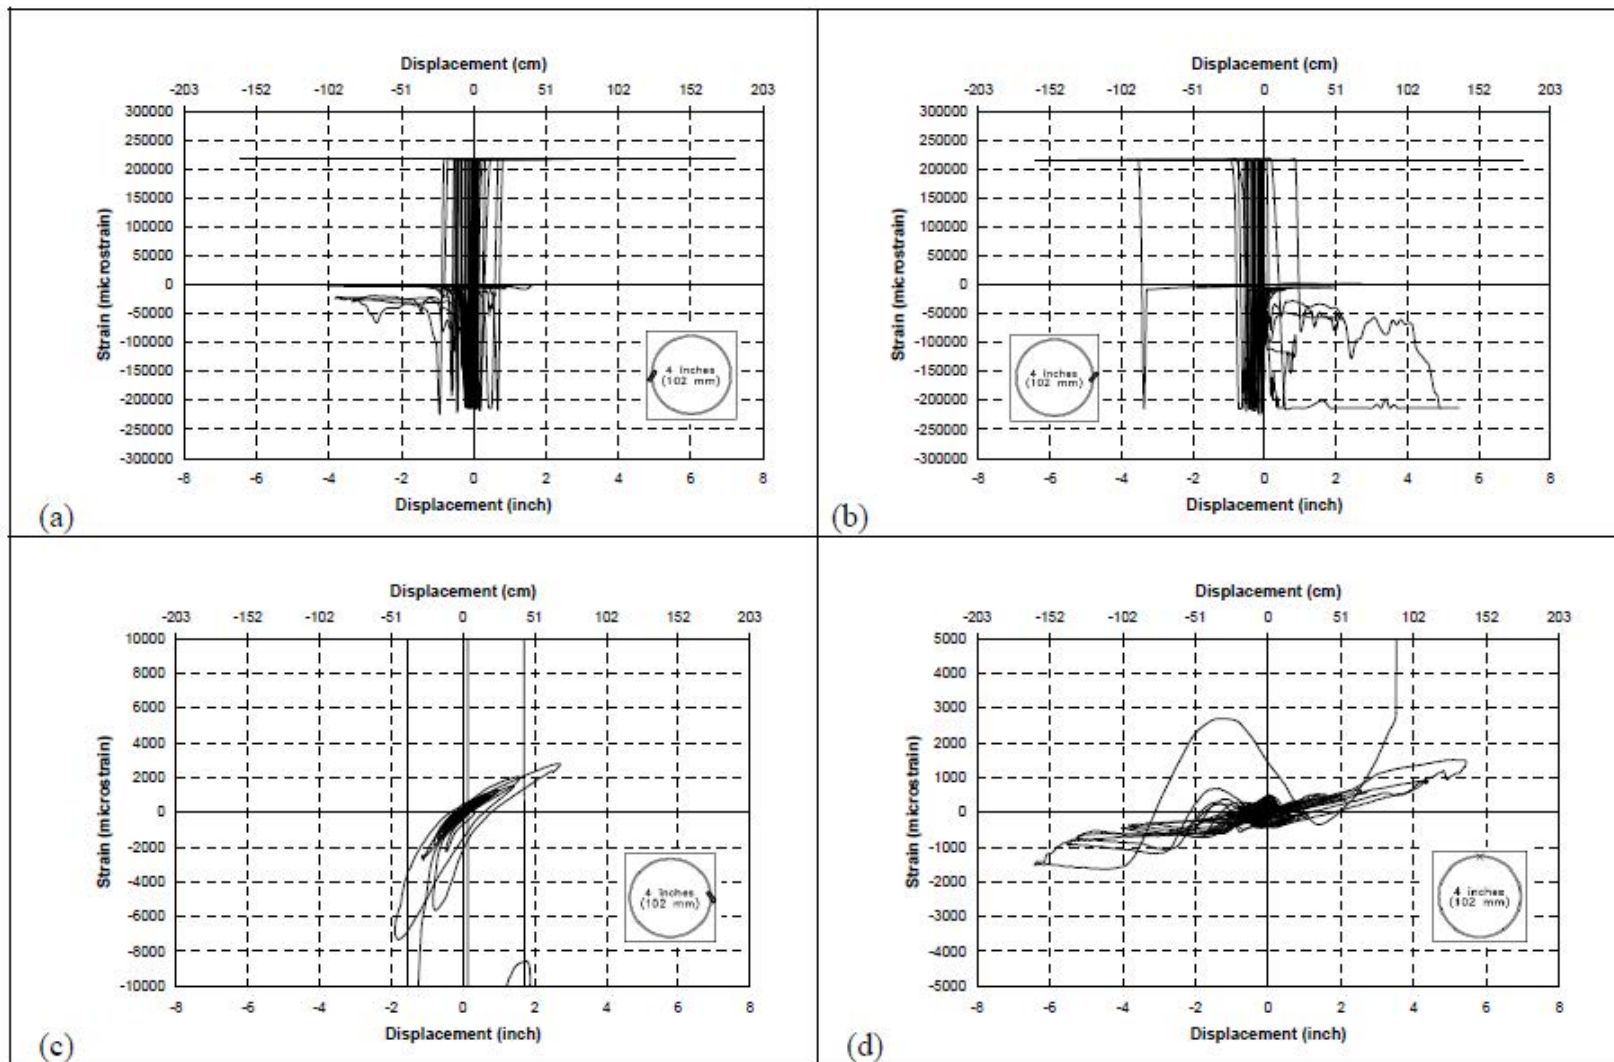 Displacement (cm)
-203 -152 -102 -51 0 51 102 152 203
300000
250000
200000
150000
100000
50000
0
-50000
-100000
-150000
-200000
-250000
-300000
Strain (microstrain)
4 inches
(102 mm)
-8 -6 -4 -2 0 2 4 6 8
Displacement (inch)
(a)
Displacement (cm)
-203 -152 -102 -51 0 51 102 152 203
300000
250000
200000
150000
100000
50000
0
-50000
-100000
-150000
-200000
-250000
-300000
Strain (microstrain)
4 inches
(102 mm)
-8 -6 -4 -2 0 2 4 6 8
Displacement (inch)
(b)
Displacement (cm)
-203 -152 -102 -51 0 51 102 152 203
10000
8000
6000
4000
2000
0
-2000
-4000
-6000
-8000
-10000
Strain (microstrain)
4 inches
(102 mm)
-8 -6 -4 -2 0 2 4 6 8
Displacement (inch)
(c)
Displacement (cm)
-203 -152 -102 -51 0 51 102 152 203
5000
4000
3000
2000
1000
0
-1000
-2000
-3000
-4000
-5000
Strain (microstrain)
4 inches
(102 mm)
-8 -6 -4 -2 0 2 4 6 8
Displacement (inch)
(d)